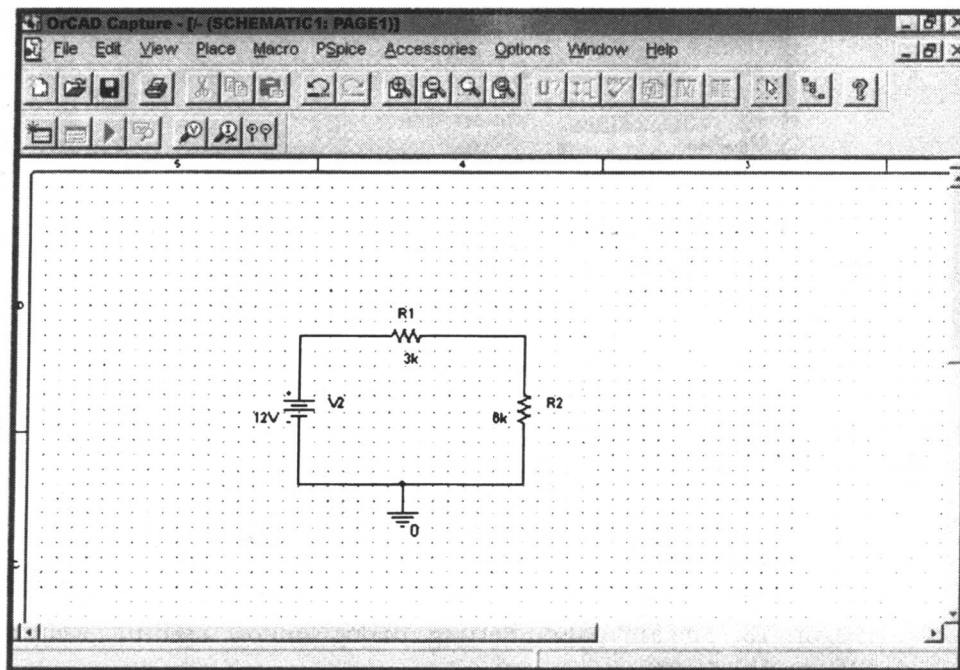 OrCAD Capture - [/- (SCHEMATIC1: PAGE1)]
File Edit View Place Macro PSpice Accessories Options Window Help
5 4 3
R1
3k
+
12V V2
-
6k R2
0